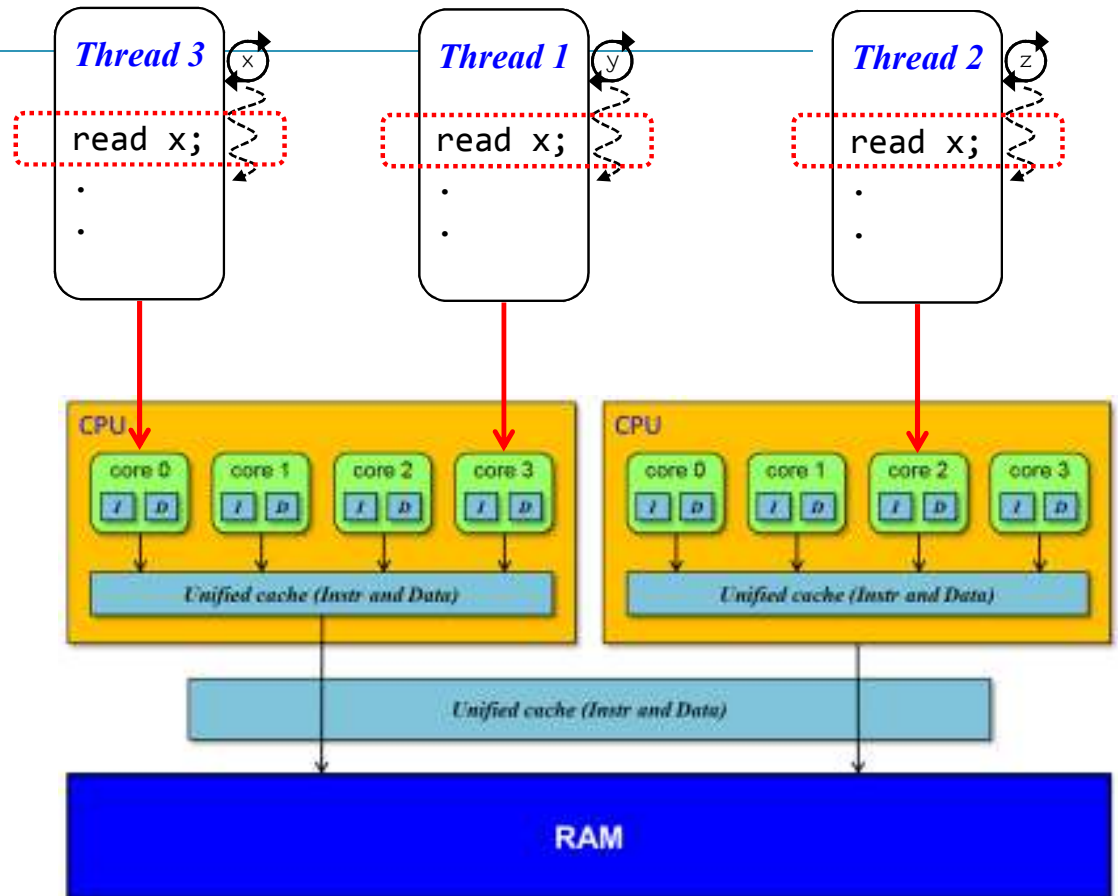 Thread 3
x
read x;
.
.
Thread 1
y
read x;
.
.
Thread 2
z
read x;
.
.
CPU
core 0
I D
core 1
I D
core 2
I D
core 3
I D
Unified cache (Instr and Data)
CPU
core 0
I D
core 1
I D
core 2
I D
core 3
I D
Unified cache (Instr and Data)
Unified cache (Instr and Data)
RAM